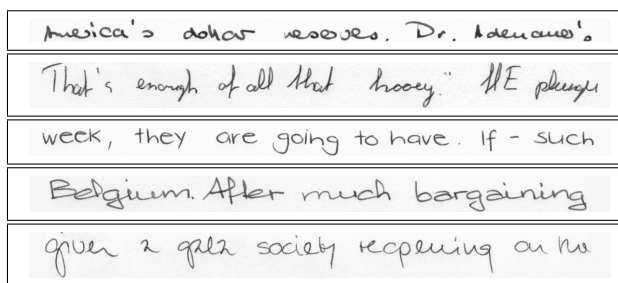 America's dollar reserves. Dr. Adenauer's
That's enough of all that hooey." HE plunge
week, they are going to have. If - such
Belgium. After much bargaining
given a gala society reopening on the